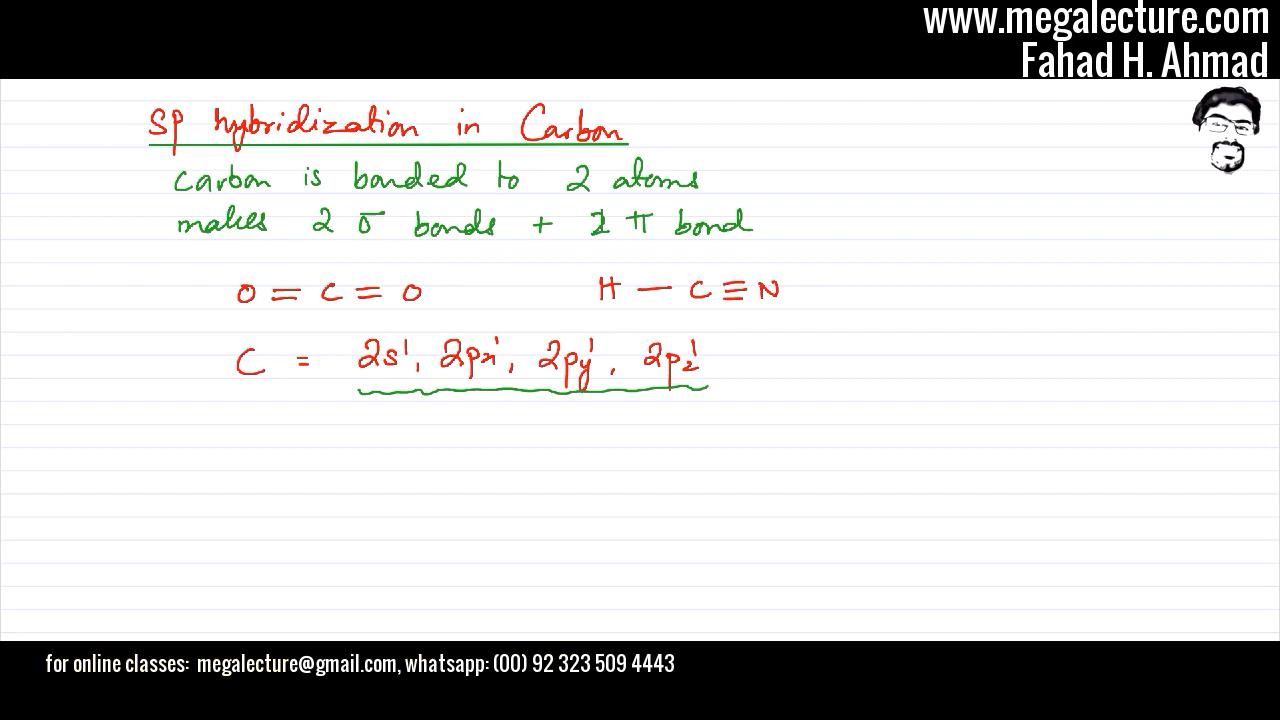 www.megalecture.com
Fahad H. Ahmad
SP hybridization in Carbon
carbon is bonded to 2 atoms
makes 2 σ bonds + 2 π bond
O = C = O H — C ≡ N
C = 2s¹, 2px¹, 2py¹, 2pz¹
for online classes: megalecture@gmail.com, whatsapp: (00) 92 323 509 4443